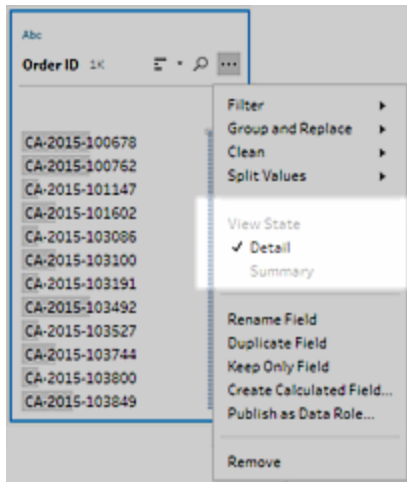 Abc
Order ID 1K
CA-2015-100678
CA-2015-100762
CA-2015-101147
CA-2015-101602
CA-2015-103086
CA-2015-103100
CA-2015-103191
CA-2015-103492
CA-2015-103527
CA-2015-103744
CA-2015-103800
CA-2015-103849
Filter
Group and Replace
Clean
Split Values
View State
✓ Detail
Summary
Rename Field
Duplicate Field
Keep Only Field
Create Calculated Field...
Publish as Data Role...
Remove